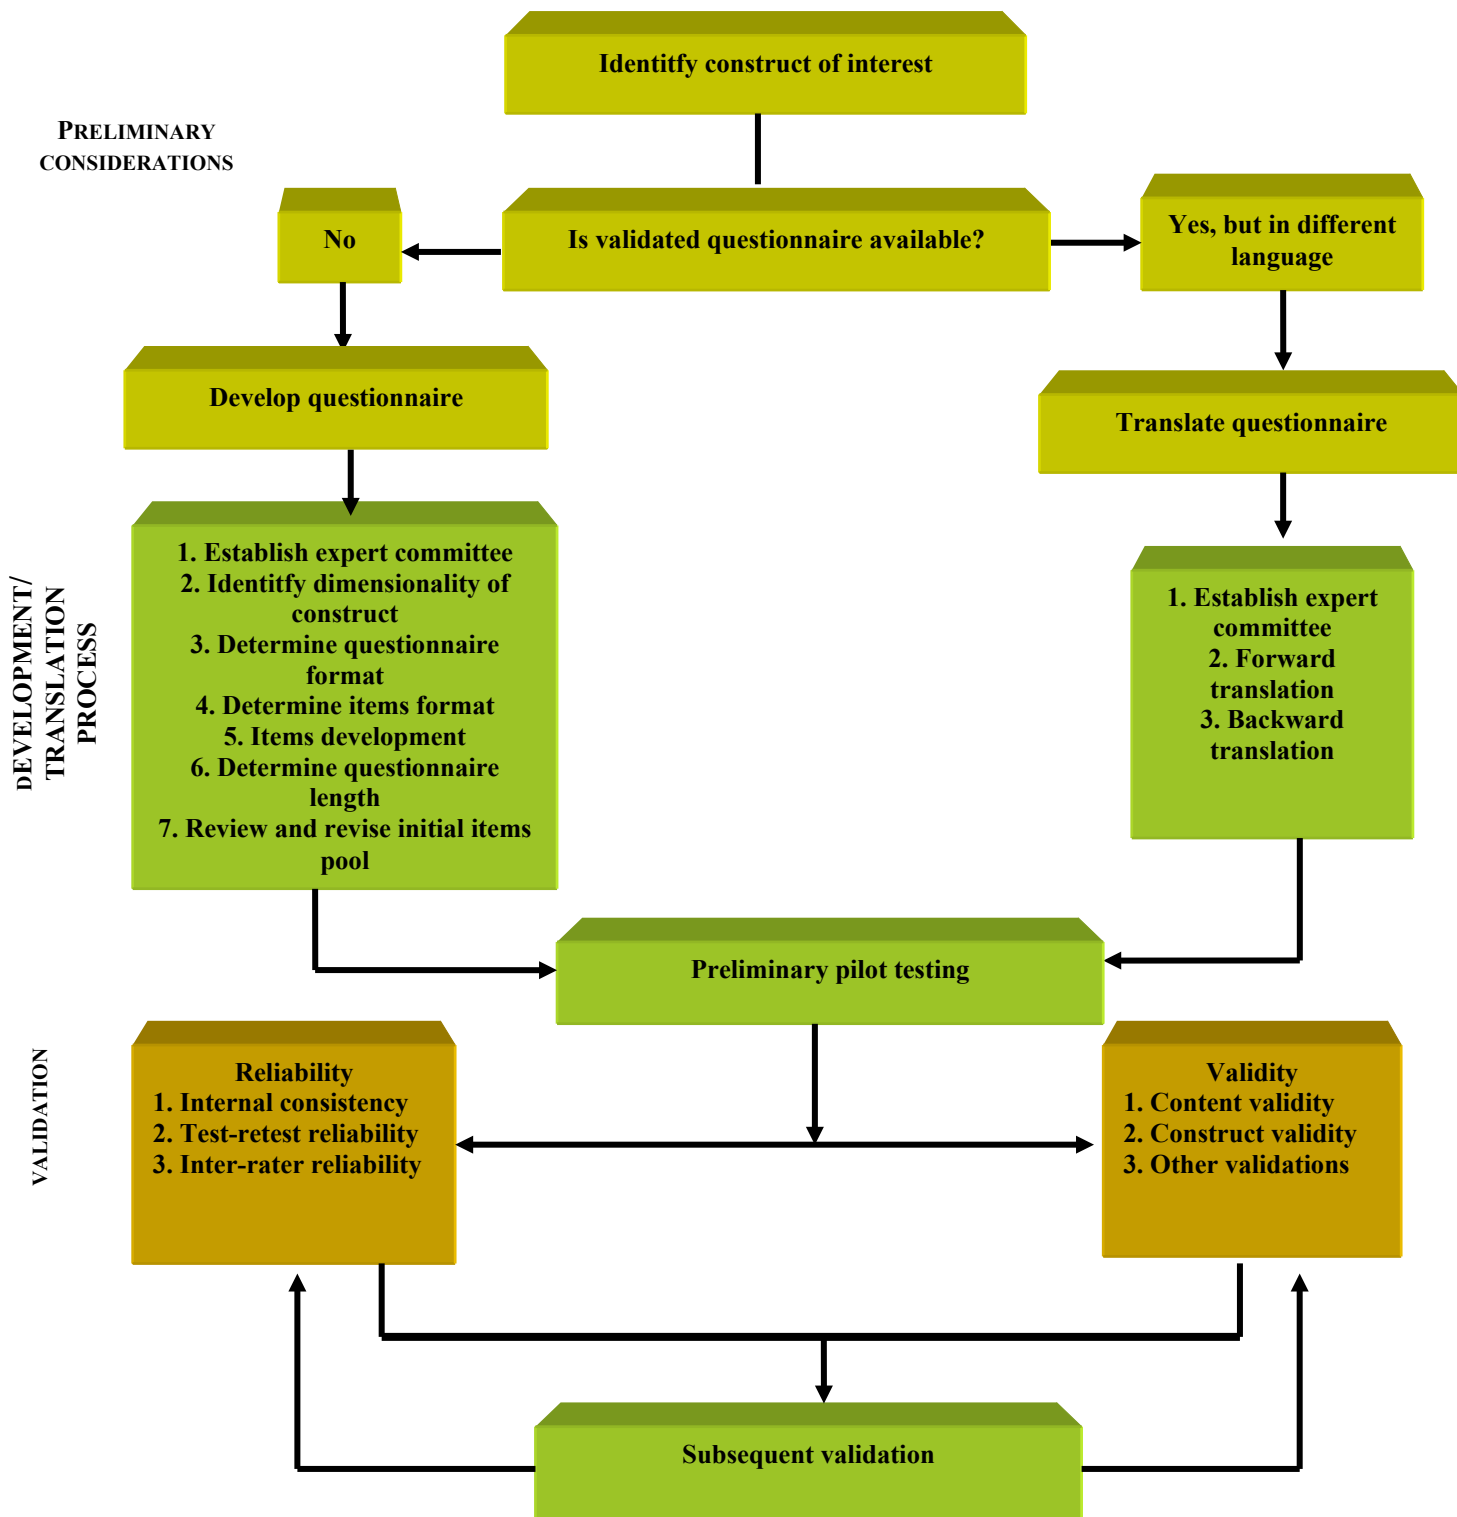 Identitfy construct of interest
PRELIMINARY
CONSIDERATIONS
No
Is validated questionnaire available?
Yes, but in different
language
Develop questionnaire
Translate questionnaire
DEVELOPMENT/
TRANSLATION
PROCESS
1. Establish expert committee
2. Identitfy dimensionality of
construct
3. Determine questionnaire
format
4. Determine items format
5. Items development
6. Determine questionnaire
length
7. Review and revise initial items
pool
1. Establish expert
committee
2. Forward
translation
3. Backward
translation
Preliminary pilot testing
VALIDATION
Reliability
1. Internal consistency
2. Test-retest reliability
3. Inter-rater reliability
Validity
1. Content validity
2. Construct validity
3. Other validations
Subsequent validation